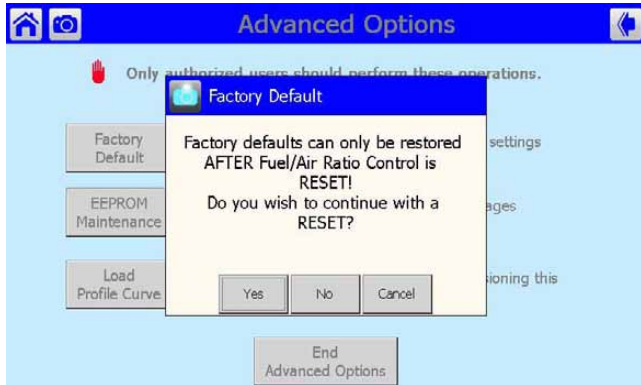 Advanced Options
Only authorized users should perform these operations.
Factory Default
Factory
Default
settings
Factory defaults can only be restored
AFTER Fuel/Air Ratio Control is
RESET!
Do you wish to continue with a
RESET?
EEPROM
Maintenance
ages
Load
Profile Curve
sioning this
Yes
No
Cancel
End
Advanced Options